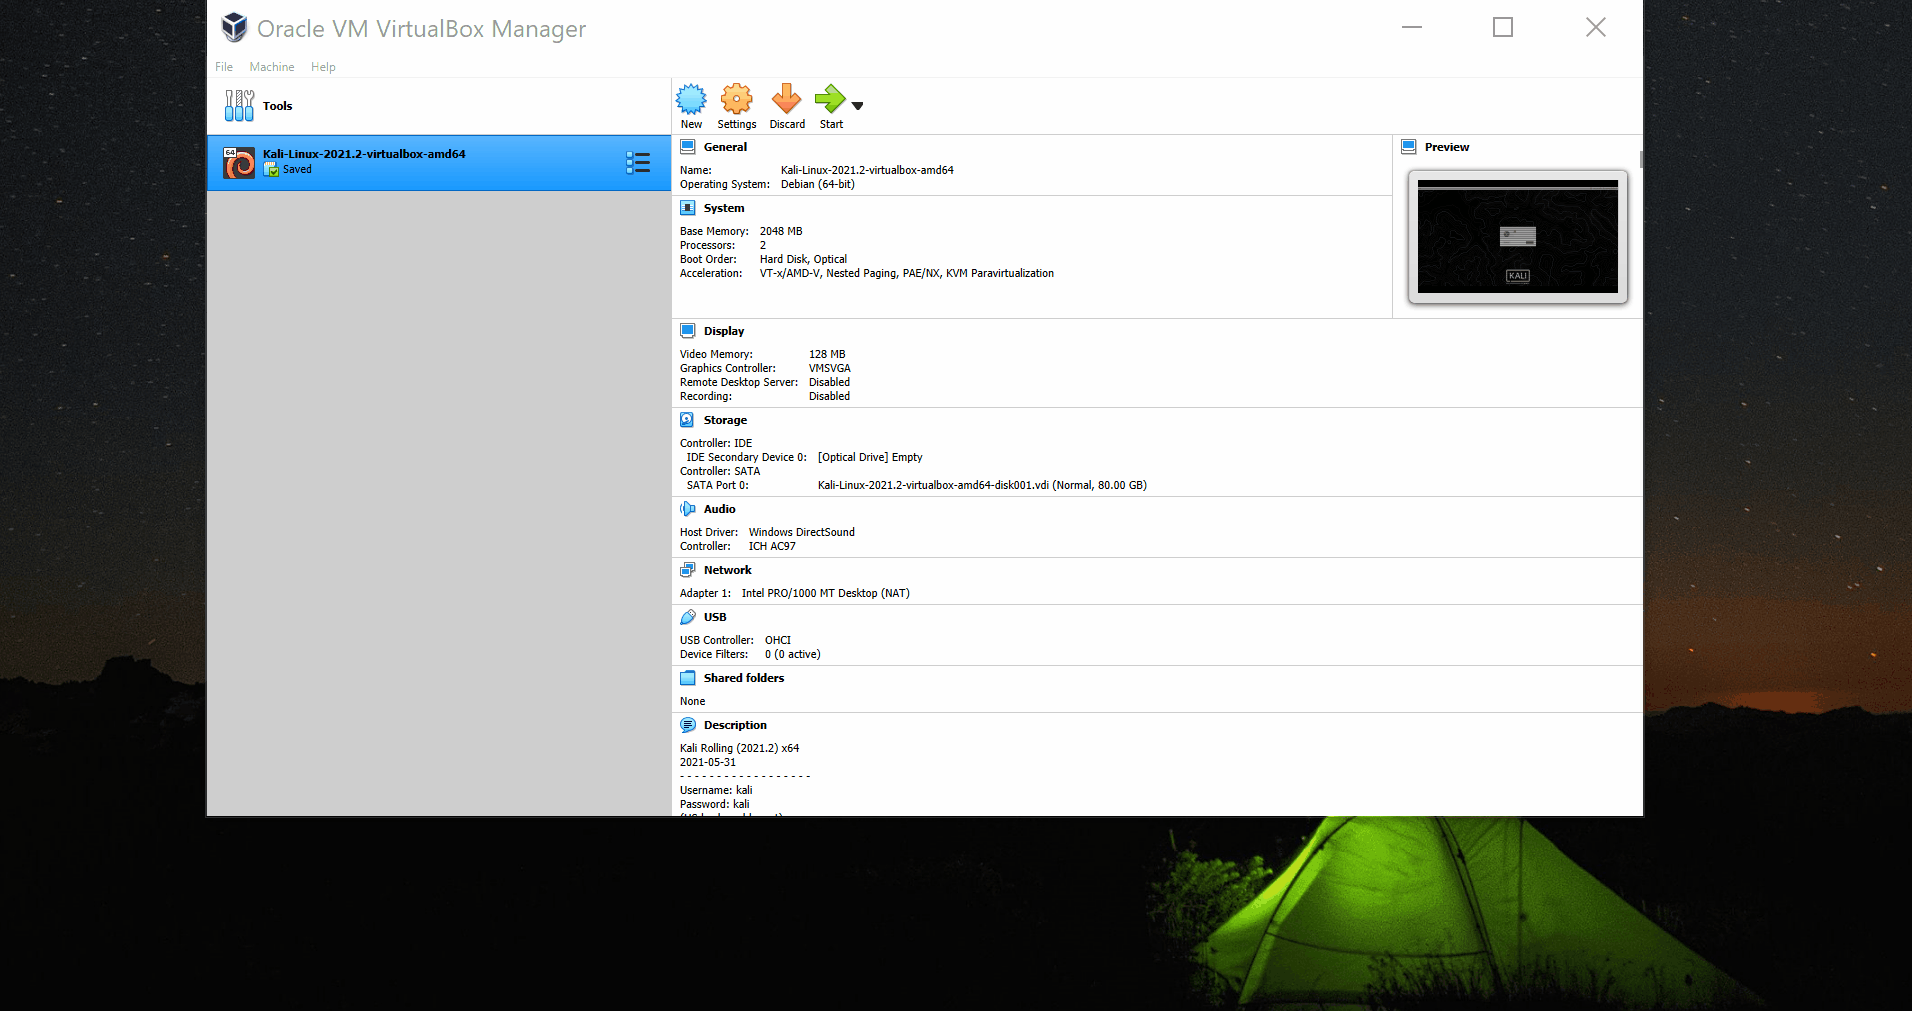 Oracle VM VirtualBox Manager
File Machine Help
Tools
New Settings Discard Start
64
Kali-Linux-2021.2-virtualbox-amd64
Saved
General
Name: Kali-Linux-2021.2-virtualbox-amd64
Operating System: Debian (64-bit)
Preview
KALI
System
Base Memory: 2048 MB
Processors: 2
Boot Order: Hard Disk, Optical
Acceleration: VT-x/AMD-V, Nested Paging, PAE/NX, KVM Paravirtualization
Display
Video Memory: 128 MB
Graphics Controller: VMSVGA
Remote Desktop Server: Disabled
Recording: Disabled
Storage
Controller: IDE
IDE Secondary Device 0: [Optical Drive] Empty
Controller: SATA
SATA Port 0: Kali-Linux-2021.2-virtualbox-amd64-disk001.vdi (Normal, 80.00 GB)
Audio
Host Driver: Windows DirectSound
Controller: ICH AC97
Network
Adapter 1: Intel PRO/1000 MT Desktop (NAT)
USB
USB Controller: OHCI
Device Filters: 0 (0 active)
Shared folders
None
Description
Kali Rolling (2021.2) x64
2021-05-31
- - - - - - - - - - - - - - - - - -
Username: kali
Password: kali